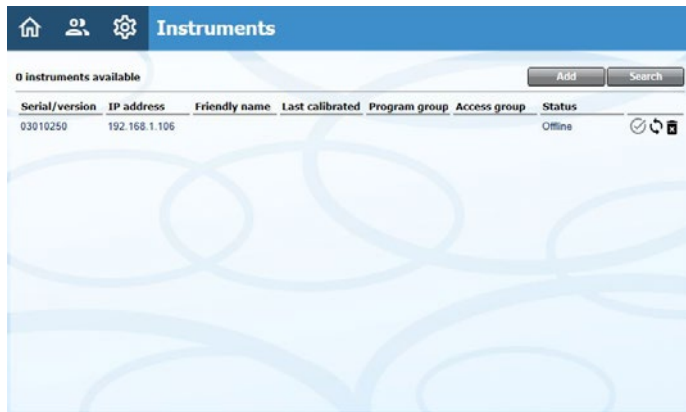 Instruments
0 instruments available Add Search
Serial/version IP address Friendly name Last calibrated Program group Access group Status
03010250 192.168.1.106 Offline